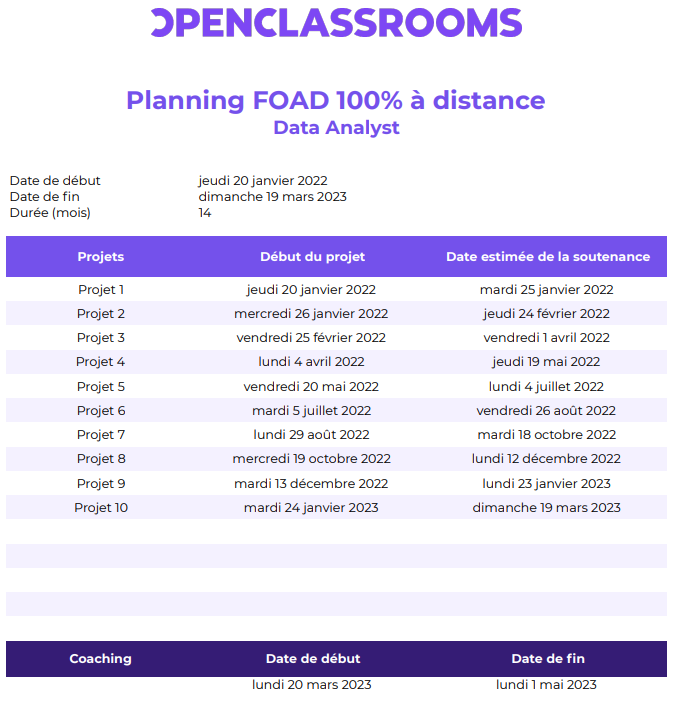 OPENCLASSROOMS
Planning FOAD 100% à distance
Data Analyst
Date de début jeudi 20 janvier 2022
Date de fin dimanche 19 mars 2023
Durée (mois) 14
Projets Début du projet Date estimée de la soutenance
Projet 1 jeudi 20 janvier 2022 mardi 25 janvier 2022
Projet 2 mercredi 26 janvier 2022 jeudi 24 février 2022
Projet 3 vendredi 25 février 2022 vendredi 1 avril 2022
Projet 4 lundi 4 avril 2022 jeudi 19 mai 2022
Projet 5 vendredi 20 mai 2022 lundi 4 juillet 2022
Projet 6 mardi 5 juillet 2022 vendredi 26 août 2022
Projet 7 lundi 29 août 2022 mardi 18 octobre 2022
Projet 8 mercredi 19 octobre 2022 lundi 12 décembre 2022
Projet 9 mardi 13 décembre 2022 lundi 23 janvier 2023
Projet 10 mardi 24 janvier 2023 dimanche 19 mars 2023
Coaching Date de début Date de fin
lundi 20 mars 2023 lundi 1 mai 2023